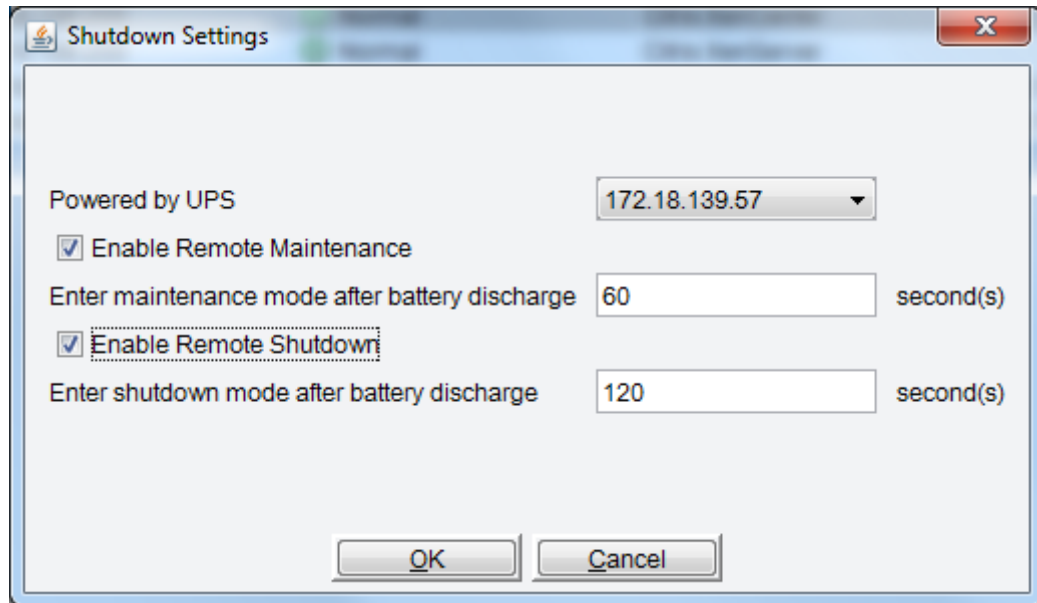 Shutdown Settings
Powered by UPS 172.18.139.57
Enable Remote Maintenance
Enter maintenance mode after battery discharge 60 second(s)
Enable Remote Shutdown
Enter shutdown mode after battery discharge 120 second(s)
OK Cancel